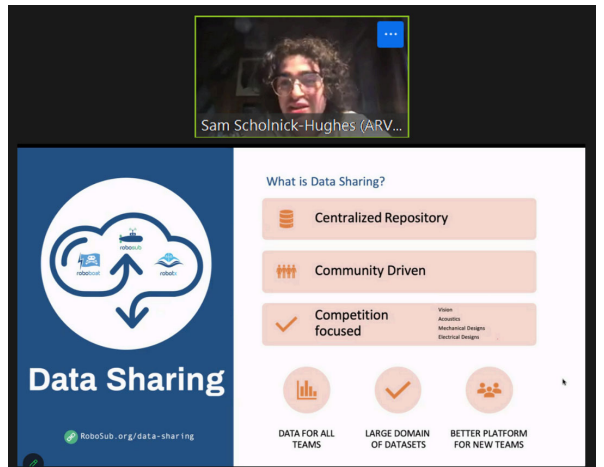 Sam Scholnick-Hughes (ARV...
What is Data Sharing?
Centralized Repository
Community Driven
Competition
focused
Vision
Acoustics
Mechanical Designs
Electrical Designs
robosub
roboboat
robotx
Data Sharing
RoboSub.org/data-sharing
DATA FOR ALL
TEAMS
LARGE DOMAIN
OF DATASETS
BETTER PLATFORM
FOR NEW TEAMS